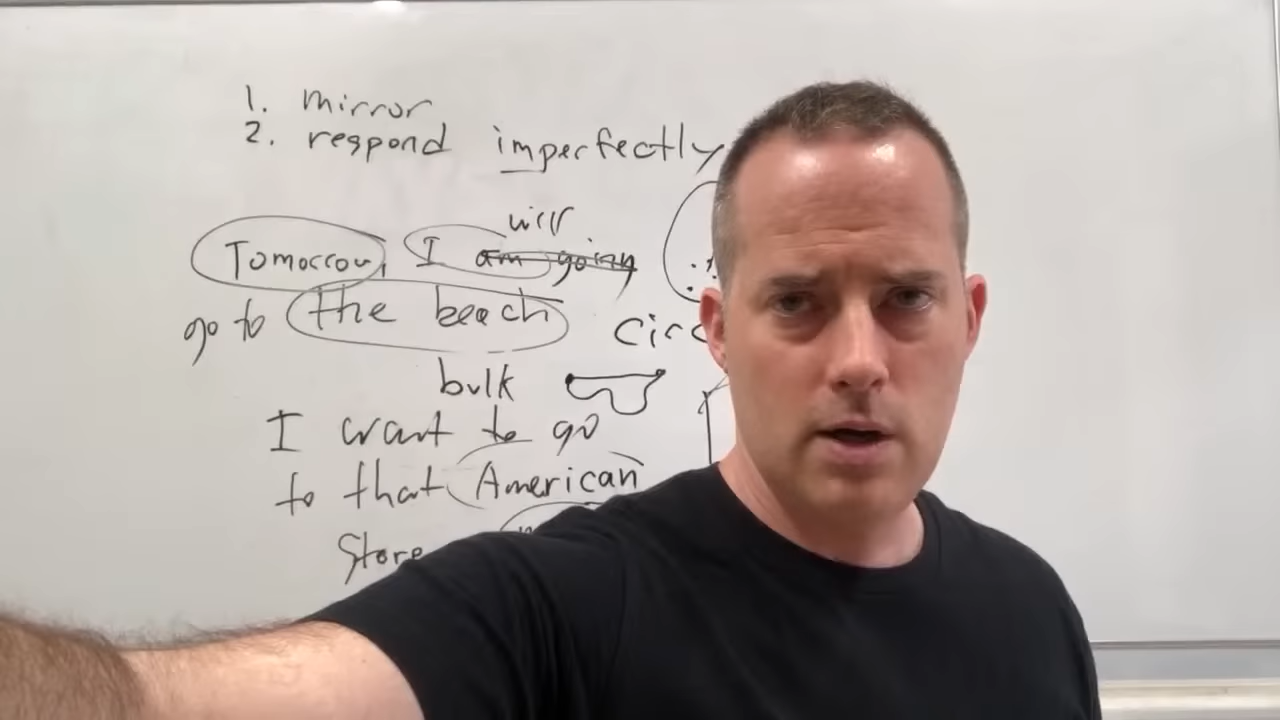 1. mirror
2. respond imperfectly
will
Tomorrow, I am going
go to the beach
Circ
bulk
I want to go
to that American
Store